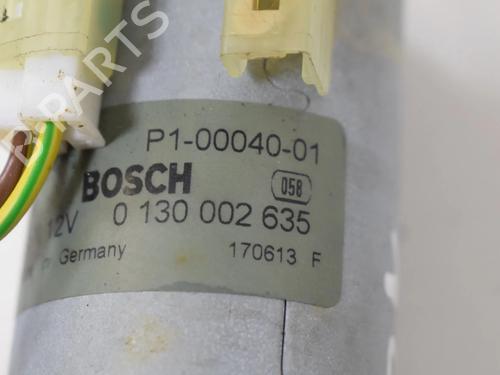 P1-00040-01
BOSCH 058
12V 0 130 002 635
Germany 170613 F